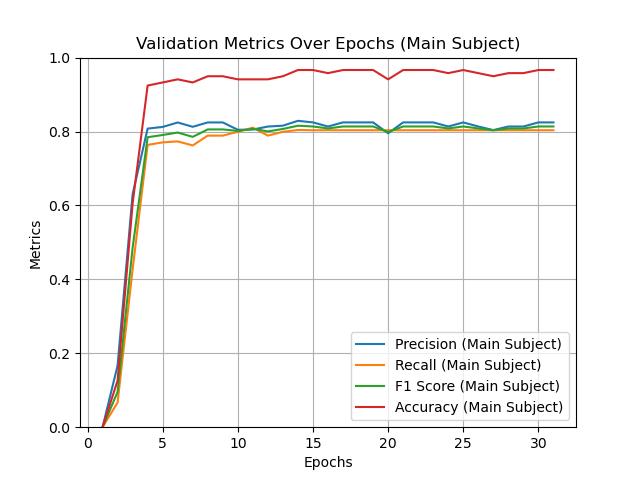 Validation Metrics Over Epochs (Main Subject)
1.0
0.8
0.6
0.4
0.2
0.0
Metrics
Precision (Main Subject)
Recall (Main Subject)
F1 Score (Main Subject)
Accuracy (Main Subject)
0 5 10 15 20 25 30
Epochs